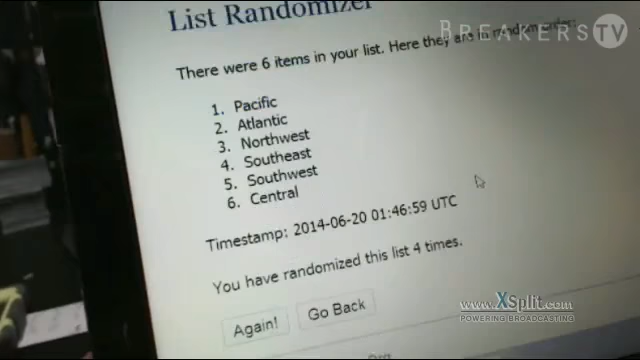 List Randomizer
BREAKERSTV
There were 6 items in your list. Here they are in random order:
1. Pacific
2. Atlantic
3. Northwest
4. Southeast
5. Southwest
6. Central
Timestamp: 2014-06-20 01:46:59 UTC
You have randomized this list 4 times.
Again! Go Back
www.XSplit.com
POWERING BROADCASTING